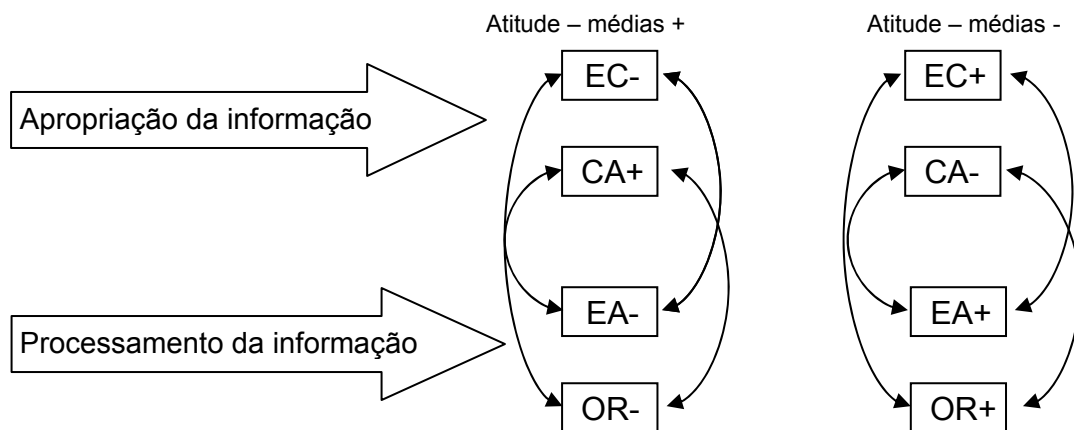 Atitude – médias +
Atitude – médias -
EC-
EC+
Apropriação da informação
CA+
CA-
EA-
EA+
Processamento da informação
OR-
OR+